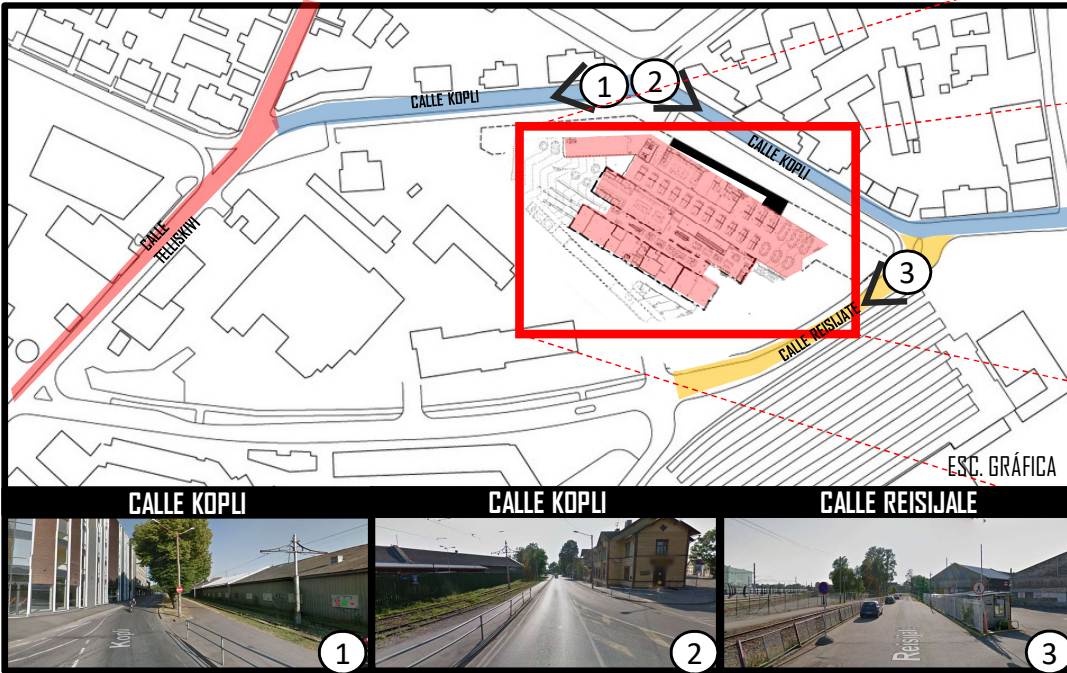 CALLE KOPLI
1
2
CALLE KOPLI
CALLE
TELLISKIVI
3
CALLE REISIJATE
ESC. GRÁFICA
CALLE KOPLI
CALLE KOPLI
CALLE REISIJALE
Kopli
1
2
Reisijat
3